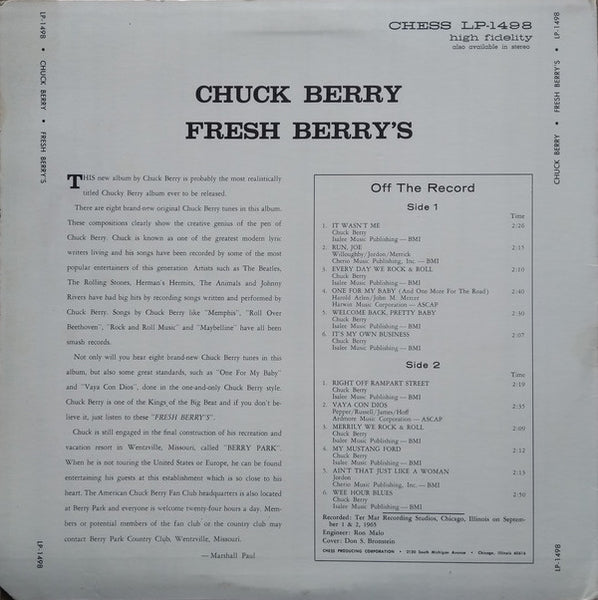 CHESS LP-1498
high fidelity
also available in stereo
LP-1498 • CHUCK BERRY • FRESH BERRY'S
LP-1498
CHUCK BERRY • FRESH BERRY'S • LP-1498
LP-1498
CHUCK BERRY
FRESH BERRY'S
THIS new album by Chuck Berry is probably the most realistically
titled Chucky Berry album ever to be released.
There are eight brand-new original Chuck Berry tunes in this album.
These compositions clearly show the creative genius of the pen of
Chuck Berry. Chuck is known as one of the greatest modern lyric
writers living and his songs have been recorded by some of the most
popular entertainers of this generation Artists such as The Beatles,
The Rolling Stones, Herman's Hermits, The Animals and Johnny
Rivers have had big hits by recording songs written and performed by
Chuck Berry. Songs by Chuck Berry like "Memphis", "Roll Over
Beethoven", "Rock and Roll Music" and "Maybelline" have all been
smash records.
Not only will you hear eight brand-new Chuck Berry tunes in this
album, but also some great standards, such as "One For My Baby"
and "Vaya Con Dios", done in the one-and-only Chuck Berry style.
Chuck Berry is one of the Kings of the Big Beat and if you don't be-
lieve it, just listen to these "FRESH BERRY'S".
Chuck is still engaged in the final construction of his recreation and
vacation resort in Wentzville, Missouri, called "BERRY PARK".
When he is not touring the United States or Europe, he can be found
entertaining his guests at this establishment which is so close to his
heart. The American Chuck Berry Fan Club headquarters is also located
at Berry Park and everyone is welcome twenty-four hours a day. Mem-
bers or potential members of the fan club or the country club may
contact Berry Park Country Club, Wentzville, Missouri.
— Marshall Paul
Off The Record
Side 1
Time
1. IT WASN'T ME 2:26
Chuck Berry
Isalee Music Publishing — BMI
2. RUN, JOE 2:15
Willoughby/Jordon/Merrick
Cherio Music Publishing, Inc. — BMI
3. EVERY DAY WE ROCK & ROLL 2:10
Chuck Berry
Isalee Music Publishing — BMI
4. ONE FOR MY BABY (And One More For The Road) 2:40
Harold Arlen/John M. Mercer
Harwin Music Corporation — ASCAP
5. WELCOME BACK, PRETTY BABY 2:30
Chuck Berry
Isalee Music Publishing — BMI
6. IT'S MY OWN BUSINESS 2:07
Chuck Berry
Isalee Music Publishing — BMI
Side 2
Time
1. RIGHT OFF RAMPART STREET 2:19
Chuck Berry
Isalee Music Publishing — BMI
2. VAYA CON DIOS 2:35
Pepper/Russell/James/Hoff
Ardmore Music Corporation — ASCAP
3. MERRILY WE ROCK & ROLL 2:09
Chuck Berry
Isalee Music Publishing — BMI
4. MY MUSTANG FORD 2:12
Chuck Berry
Isalee Music Publishing — BMI
5. AIN'T THAT JUST LIKE A WOMAN 2:13
Jordon
Cherio Music Publishing, Inc. — BMI
6. WEE HOUR BLUES 2:30
Chuck Berry
Isalee Music Publishing — BMI
Recorded: Ter Mar Recording Studios, Chicago, Illinois on Septem-
ber 1 & 2, 1965
Engineer: Ron Malo
Cover: Don S. Bronstein
CHESS PRODUCING CORPORATION • 2120 South Michigan Avenue • Chicago, Illinois 60616